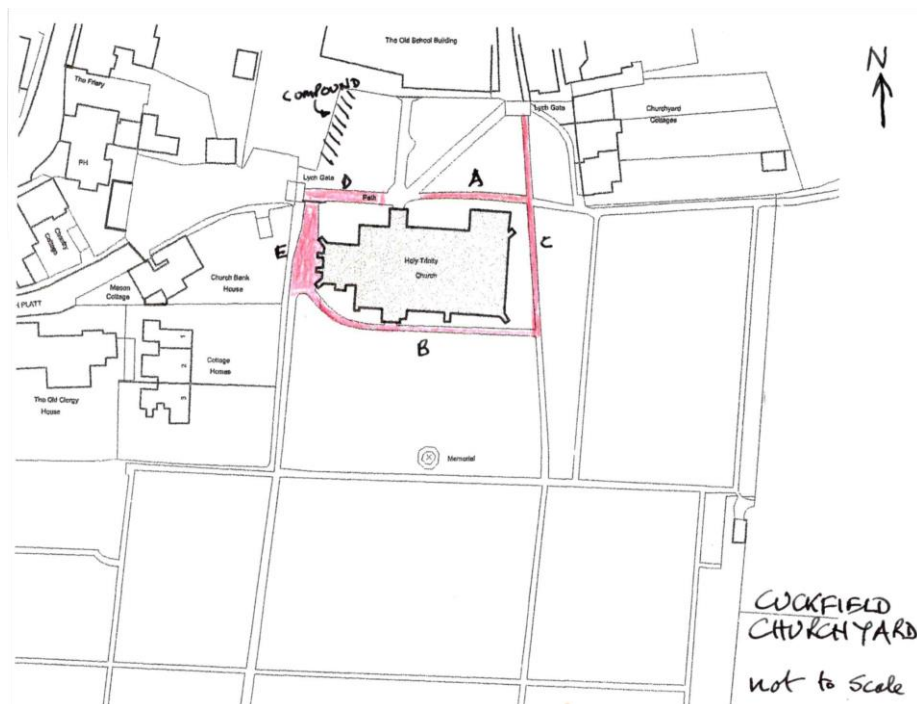 The Old School Building
N
The Friary
COMPOUND
Lych Gate
Churchyard
Cottages
PH
Lych Gate
D
A
Path
Church
Cottage
E
C
Holy Trinity
Church
Church Bank
House
Mason
Cottage
PLATT
B
1
2
3
Cottage
Homes
The Old Clergy
House
Memorial
CUCKFIELD
CHURCHYARD
not to scale